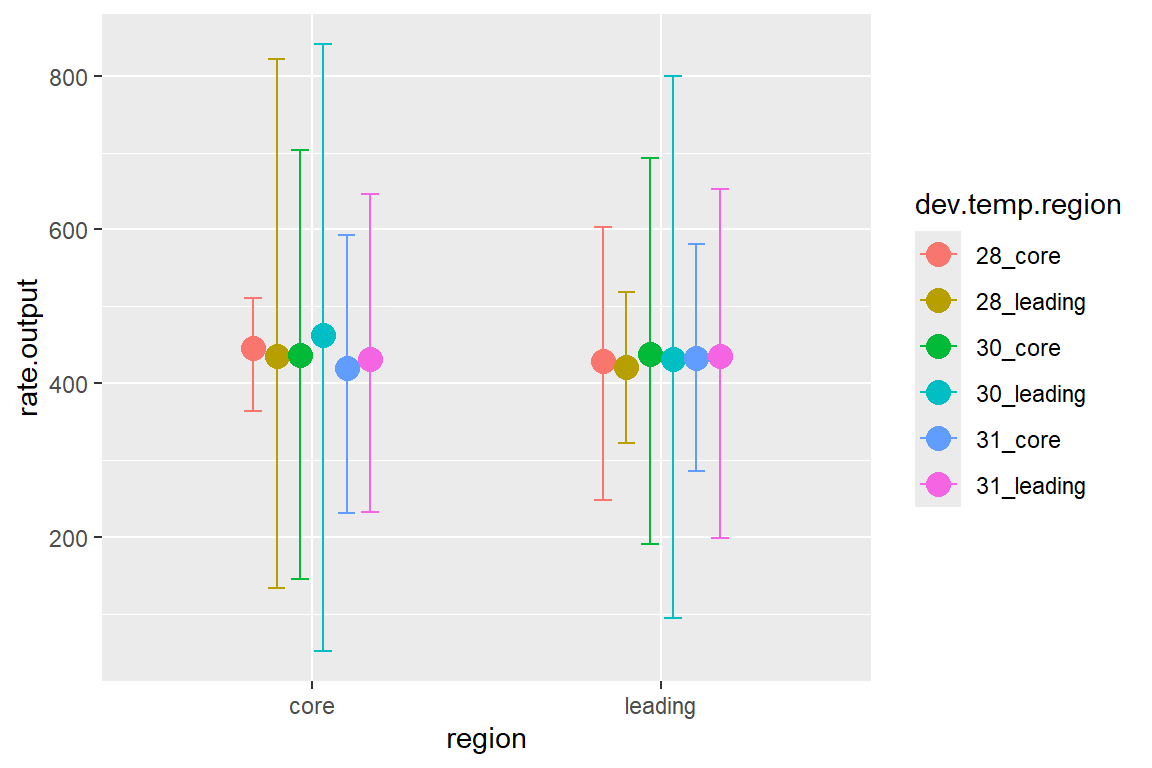 800
600
400
200
rate.output
core
leading
region
dev.temp.region
28_core
28_leading
30_core
30_leading
31_core
31_leading